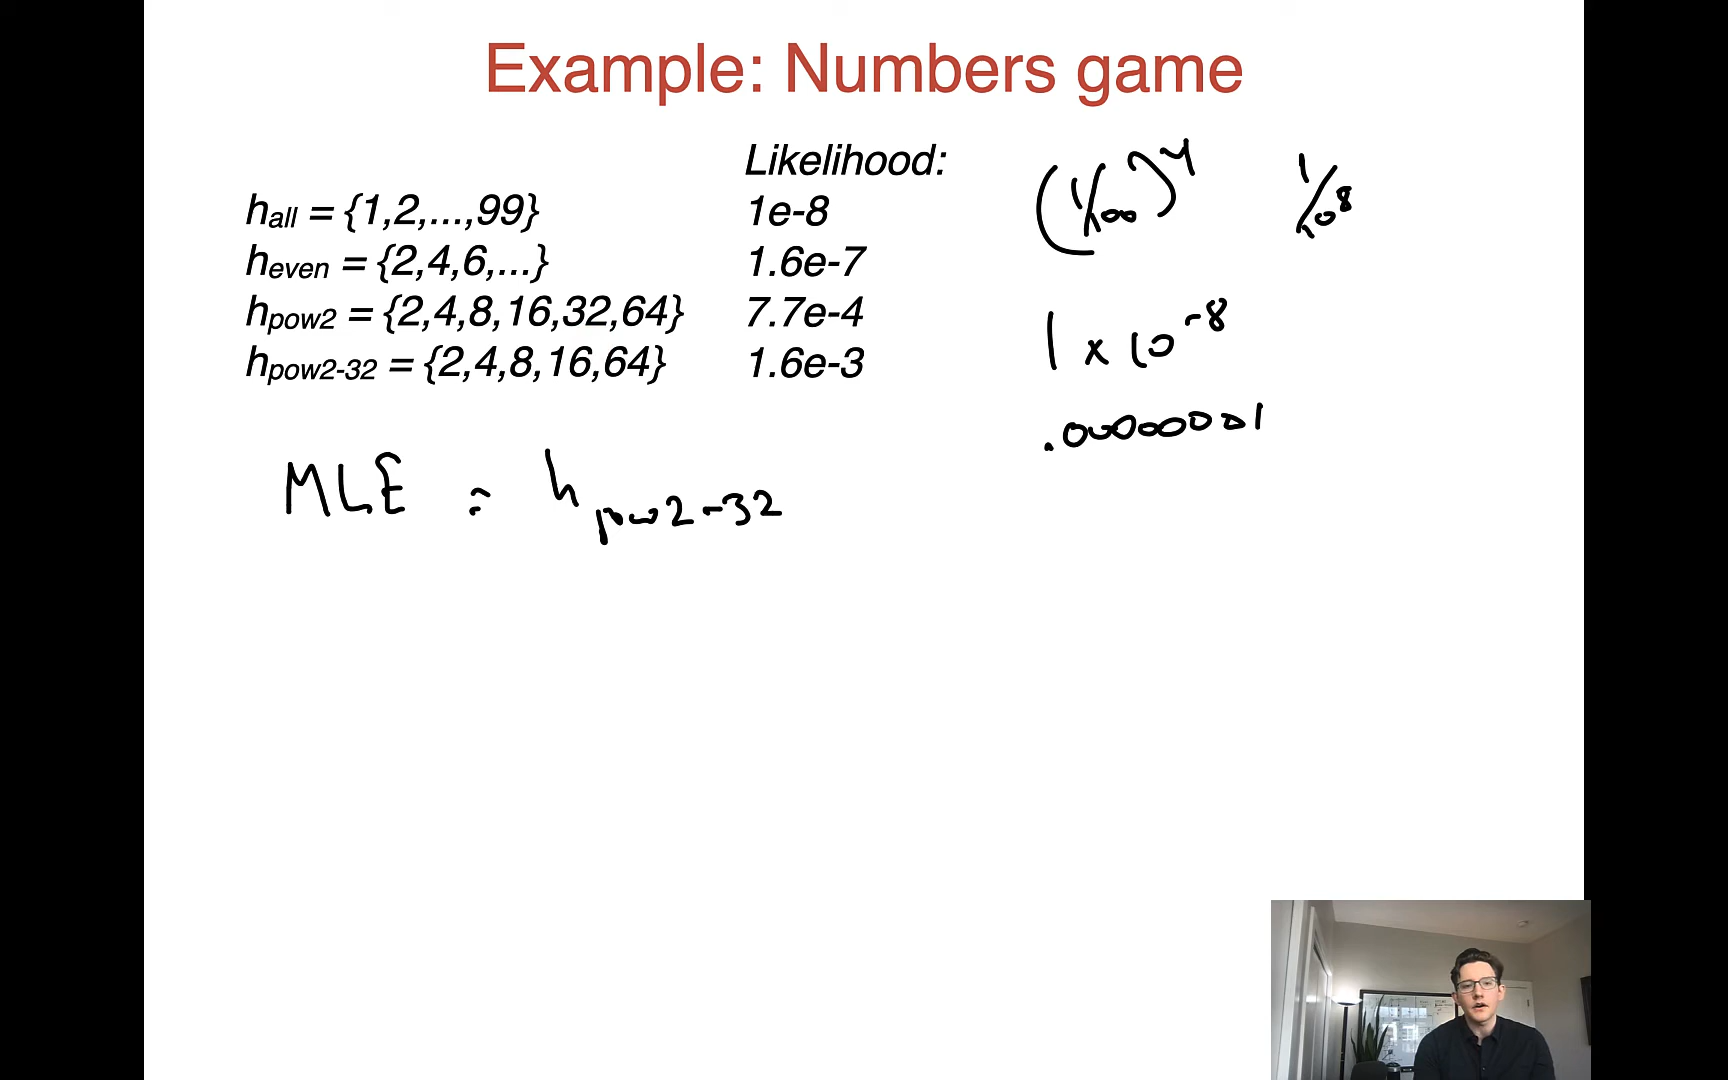 Example: Numbers game
Likelihood:
h_all = {1,2,...,99} 1e-8
h_even = {2,4,6,...} 1.6e-7
h_pow2 = {2,4,8,16,32,64} 7.7e-4
h_pow2-32 = {2,4,8,16,64} 1.6e-3
(1/100)^4 1/10^8
1 x 10^-8
.00000001
MLE = h_pow2-32